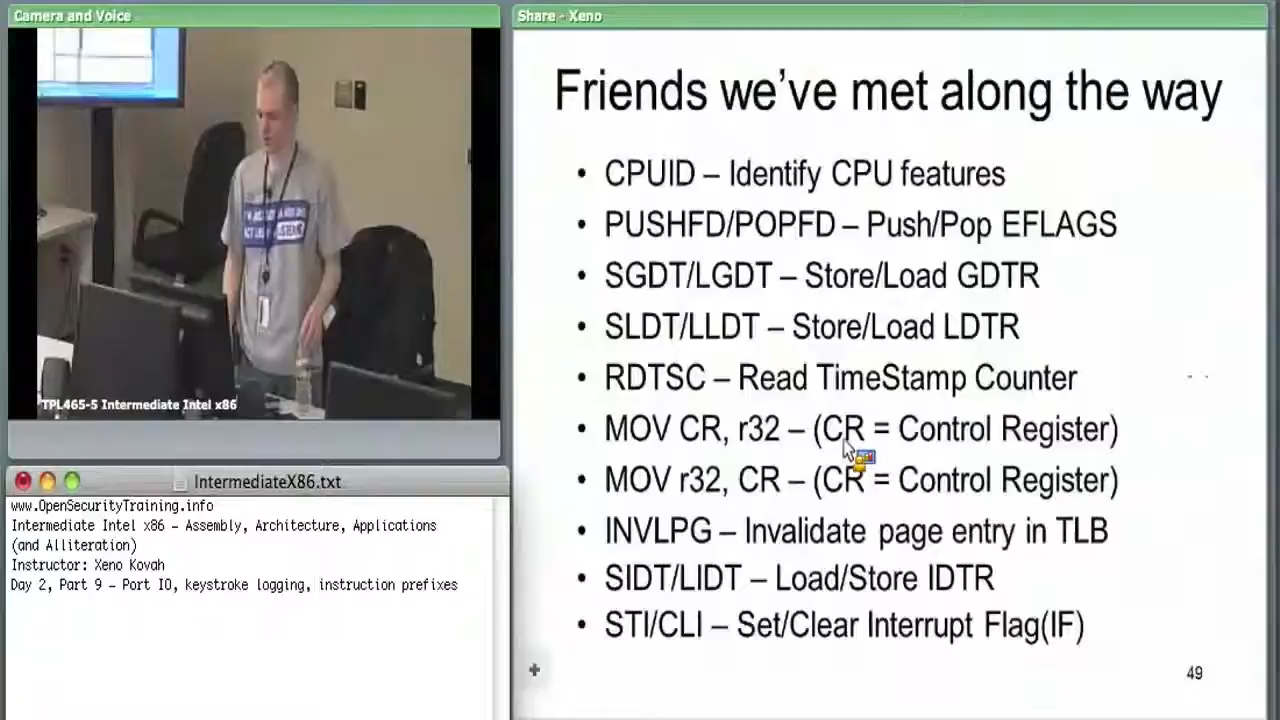 Camera and Voice
TPL465-5 Intermediate Intel x86
IntermediateX86.txt
www.OpenSecurityTraining.info
Intermediate Intel x86 – Assembly, Architecture, Applications
(and Alliteration)
Instructor: Xeno Kovah
Day 2, Part 9 – Port IO, keystroke logging, instruction prefixes
Share - Xeno
Friends we've met along the way
• CPUID – Identify CPU features
• PUSHFD/POPFD – Push/Pop EFLAGS
• SGDT/LGDT – Store/Load GDTR
• SLDT/LLDT – Store/Load LDTR
• RDTSC – Read TimeStamp Counter
• MOV CR, r32 – (CR = Control Register)
• MOV r32, CR – (CR = Control Register)
• INVLPG – Invalidate page entry in TLB
• SIDT/LIDT – Load/Store IDTR
• STI/CLI – Set/Clear Interrupt Flag(IF)
49